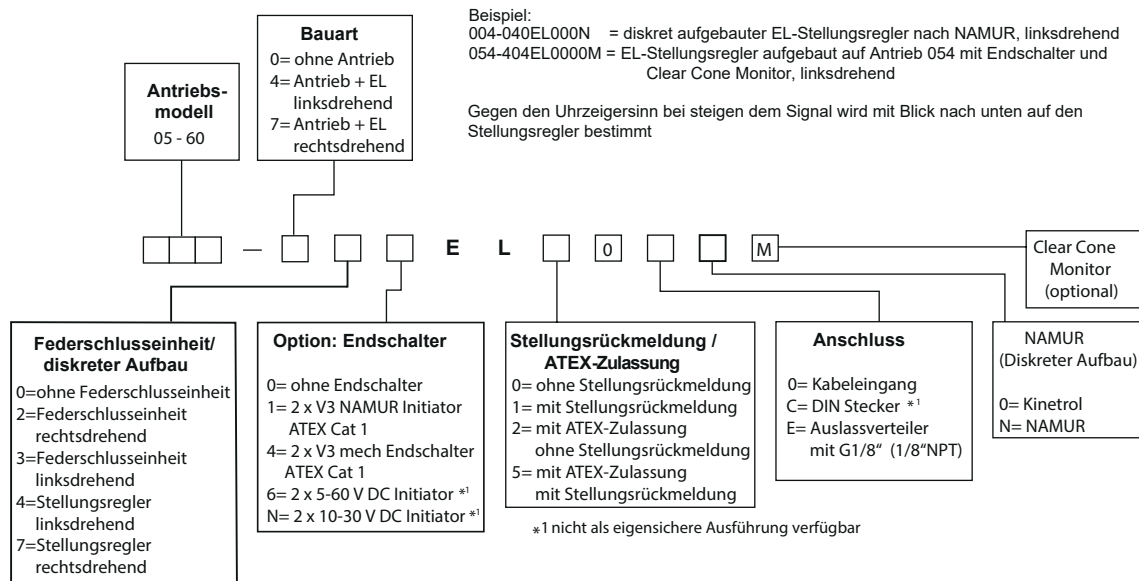 Beispiel:
004-040EL000N = diskret aufgebauter EL-Stellungsregler nach NAMUR, linksdrehend
054-404EL0000M = EL-Stellungsregler aufgebaut auf Antrieb 054 mit Endschalter und
Clear Cone Monitor, linksdrehend
Gegen den Uhrzeigersinn bei steigen dem Signal wird mit Blick nach unten auf den
Stellungsregler bestimmt
Antriebs-
modell
05 - 60
Bauart
0= ohne Antrieb
4= Antrieb + EL
linksdrehend
7= Antrieb + EL
rechtsdrehend
— E L 0 M
Clear Cone
Monitor
(optional)
Federschlusseinheit/
diskreter Aufbau
0=ohne Federschlusseinheit
2=Federschlusseinheit
rechtsdrehend
3=Federschlusseinheit
linksdrehend
4=Stellungsregler
linksdrehend
7=Stellungsregler
rechtsdrehend
Option: Endschalter
0= ohne Endschalter
1= 2 x V3 NAMUR Initiator
ATEX Cat 1
4= 2 x V3 mech Endschalter
ATEX Cat 1
6= 2 x 5-60 V DC Initiator *1
N= 2 x 10-30 V DC Initiator *1
Stellungsrückmeldung /
ATEX-Zulassung
0= ohne Stellungsrückmeldung
1= mit Stellungsrückmeldung
2= mit ATEX-Zulassung
ohne Stellungsrückmeldung
5= mit ATEX-Zulassung
mit Stellungsrückmeldung
*1 nicht als eigensichere Ausführung verfügbar
Anschluss
0= Kabeleingang
C= DIN Stecker *1
E= Auslassverteiler
mit G1/8“ (1/8“NPT)
NAMUR
(Diskreter Aufbau)
0= Kinetrol
N= NAMUR